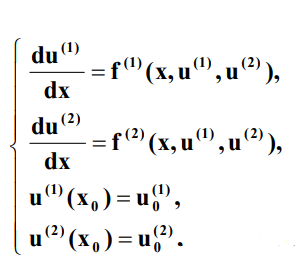 du⁽¹⁾/dx = f⁽¹⁾(x, u⁽¹⁾, u⁽²⁾),
du⁽²⁾/dx = f⁽²⁾(x, u⁽¹⁾, u⁽²⁾),
u⁽¹⁾(x₀) = u₀⁽¹⁾,
u⁽²⁾(x₀) = u₀⁽²⁾.